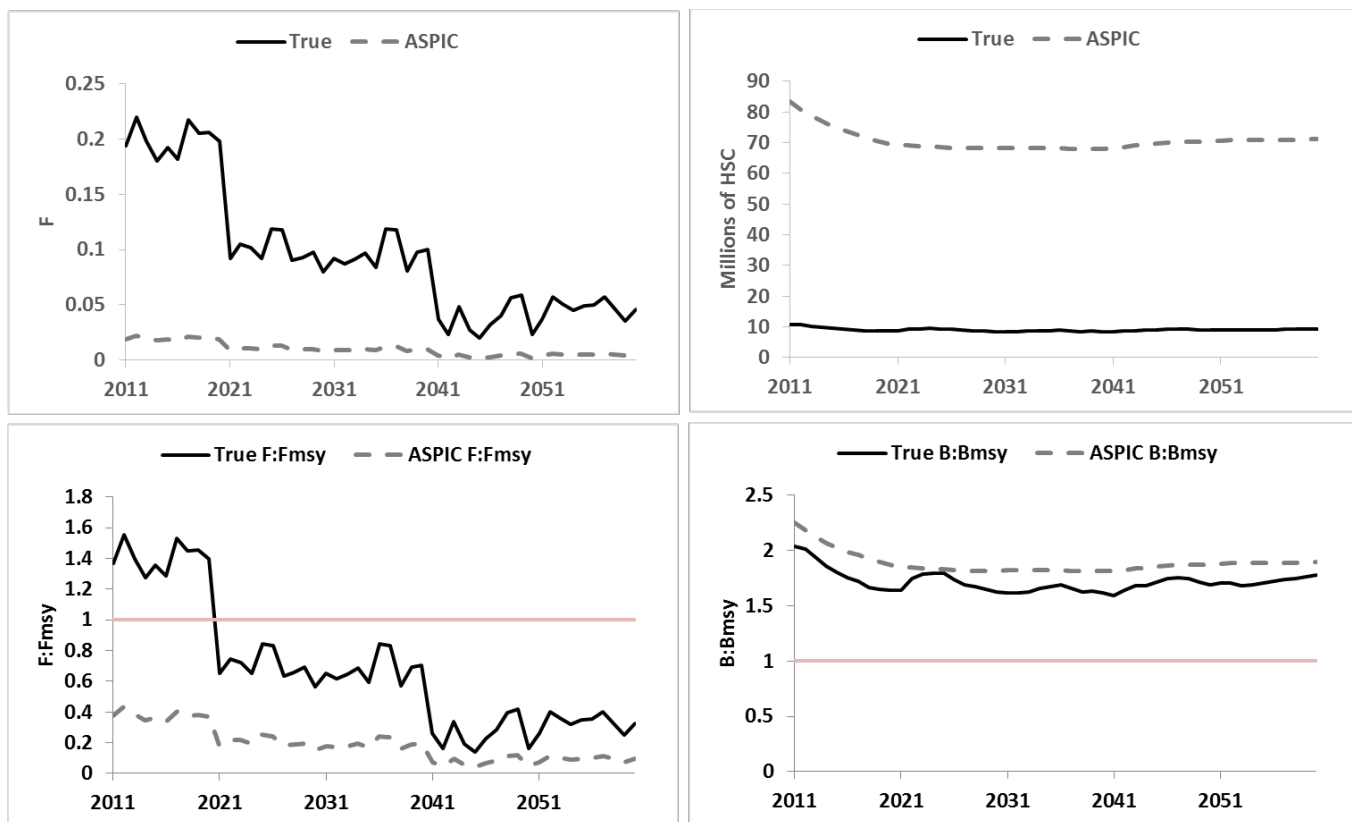 True ASPIC
0.25
0.2
0.15
0.1
0.05
0
F
2011 2021 2031 2041 2051
True ASPIC
90
80
70
60
50
40
30
20
10
0
Millions of HSC
2011 2021 2031 2041 2051
True F:Fmsy ASPIC F:Fmsy
1.8
1.6
1.4
1.2
1
0.8
0.6
0.4
0.2
0
F:Fmsy
2011 2021 2031 2041 2051
True B:Bmsy ASPIC B:Bmsy
2.5
2
1.5
1
0.5
0
B:Bmsy
2011 2021 2031 2041 2051